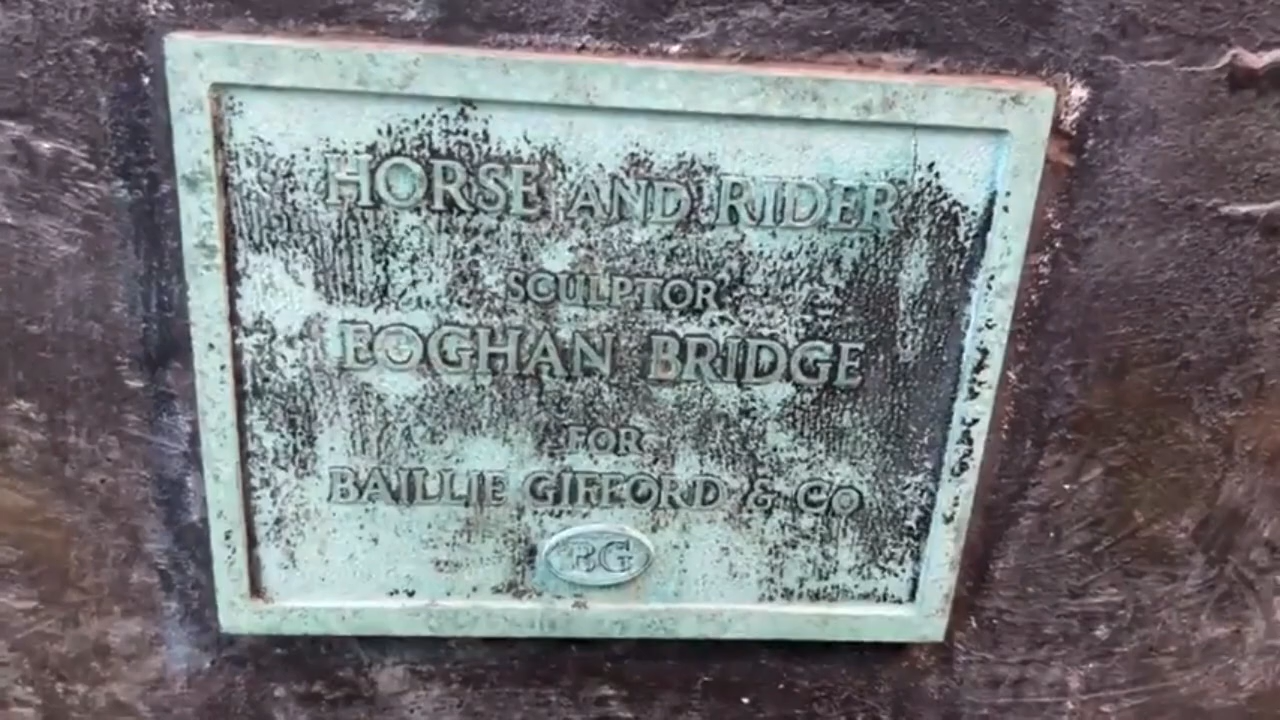 HORSE AND RIDER
SCULPTOR
EOGHAN BRIDGE
FOR
BAILLIE GIFFORD & CO
BG